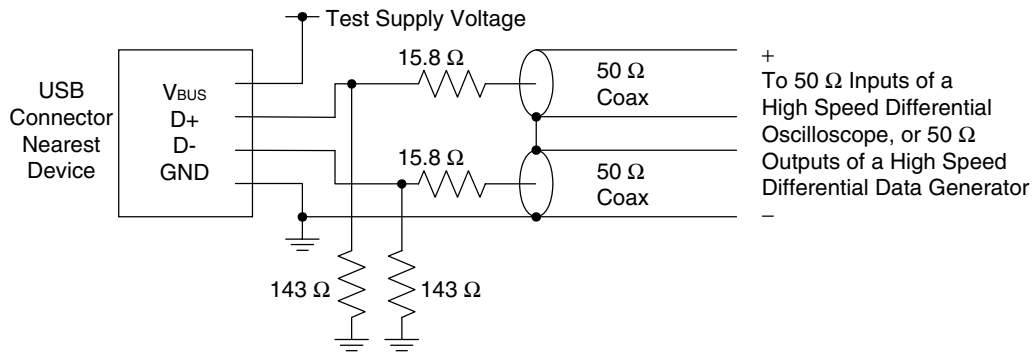 Test Supply Voltage
15.8 Ω
USB
Connector
Nearest
Device
VBUS
D+
D-
GND
50 Ω
Coax
15.8 Ω
50 Ω
Coax
+
To 50 Ω Inputs of a
High Speed Differential
Oscilloscope, or 50 Ω
Outputs of a High Speed
Differential Data Generator
−
143 Ω
143 Ω